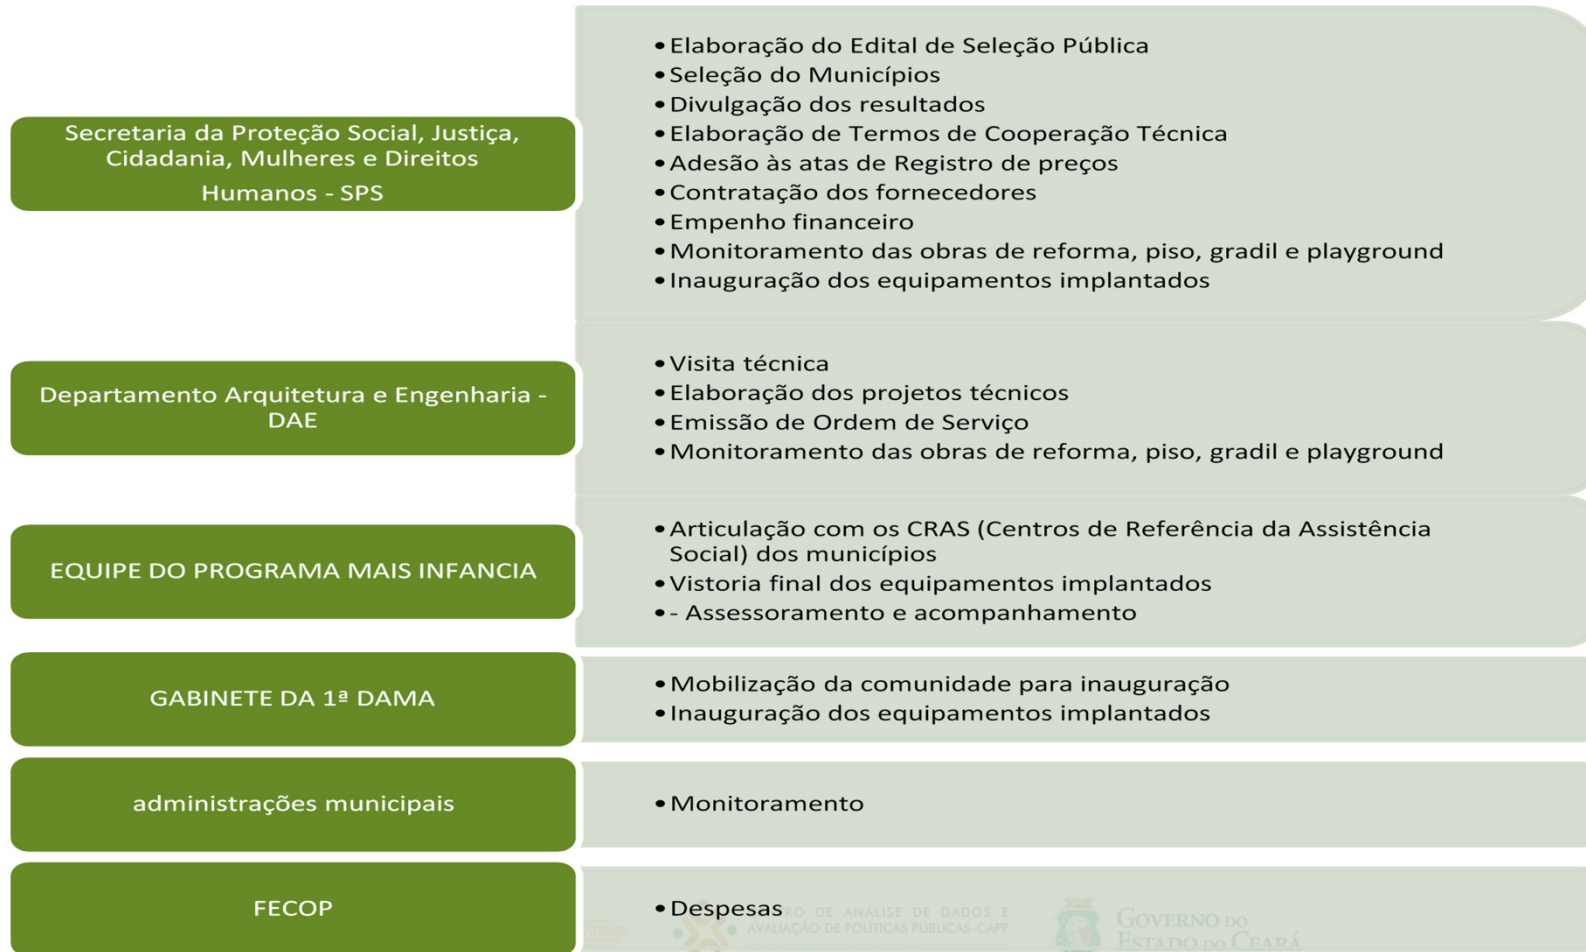 Secretaria da Proteção Social, Justiça,
Cidadania, Mulheres e Direitos
Humanos - SPS
•Elaboração do Edital de Seleção Pública
•Seleção do Municípios
•Divulgação dos resultados
•Elaboração de Termos de Cooperação Técnica
•Adesão às atas de Registro de preços
•Contratação dos fornecedores
•Empenho financeiro
•Monitoramento das obras de reforma, piso, gradil e playground
•Inauguração dos equipamentos implantados
Departamento Arquitetura e Engenharia -
DAE
•Visita técnica
•Elaboração dos projetos técnicos
•Emissão de Ordem de Serviço
•Monitoramento das obras de reforma, piso, gradil e playground
EQUIPE DO PROGRAMA MAIS INFANCIA
•Articulação com os CRAS (Centros de Referência da Assistência
Social) dos municípios
•Vistoria final dos equipamentos implantados
•- Assessoramento e acompanhamento
GABINETE DA 1ª DAMA
•Mobilização da comunidade para inauguração
•Inauguração dos equipamentos implantados
administrações municipais
•Monitoramento
FECOP
•Despesas
DE ANÁLISE DE DADOS E
AVALIAÇÃO DE POLÍTICAS PÚBLICAS-CAPP
GOVERNO DO
ESTADO DO CEARÁ